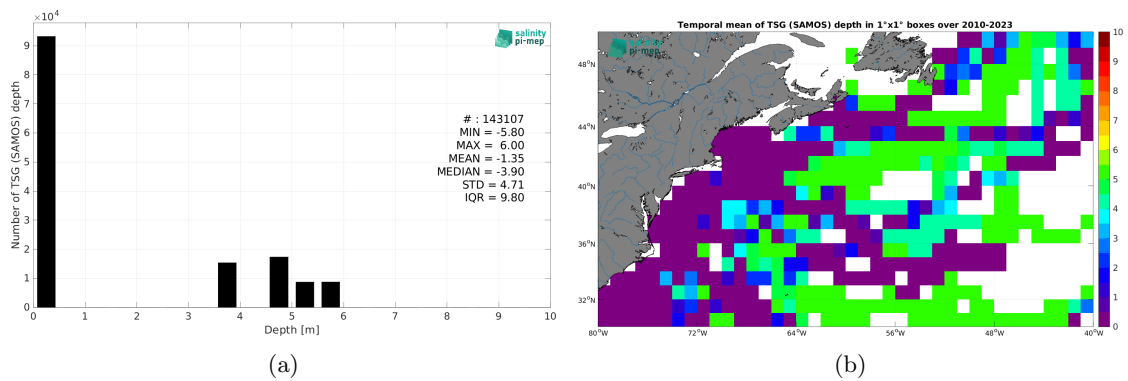 ×10⁴
9
8
7
6
5
4
3
2
1
0
Number of TSG (SAMOS) depth
salinity
pi-mep
# : 143107
MIN = -5.80
MAX = 6.00
MEAN = -1.35
MEDIAN = -3.90
STD = 4.71
IQR = 9.80
0 1 2 3 4 5 6 7 8 9 10
Depth [m]
(a)
Temporal mean of TSG (SAMOS) depth in 1°x1° boxes over 2010-2023
salinity
pi-mep
48°N
44°N
40°N
36°N
32°N
80°W 72°W 64°W 56°W 48°W 40°W
10
9
8
7
6
5
4
3
2
1
0
(b)